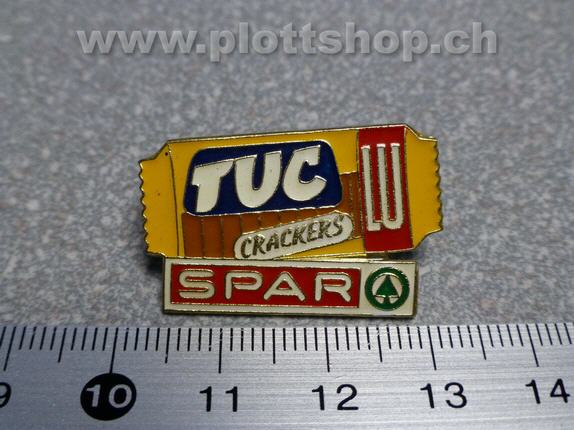 www.plottshop.ch
TUC
LU
CRACKERS
SPAR
9 10 11 12 13 14